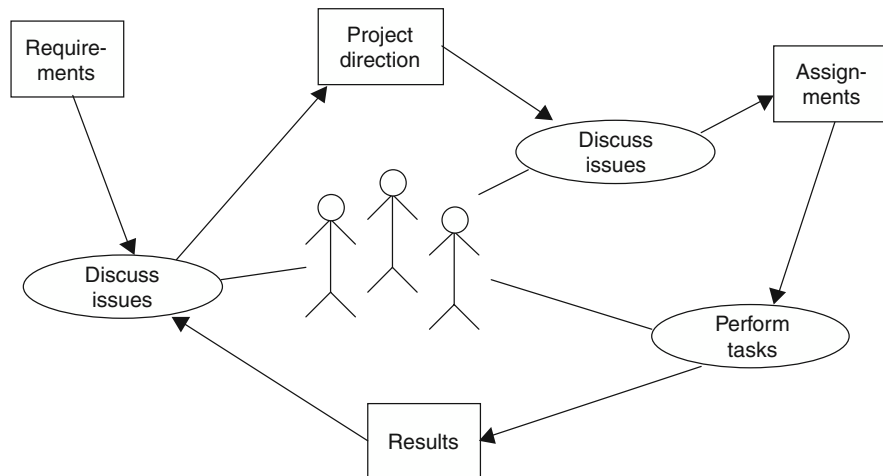 Require-
ments
Project
direction
Assign-
ments
Discuss
issues
Discuss
issues
Perform
tasks
Results